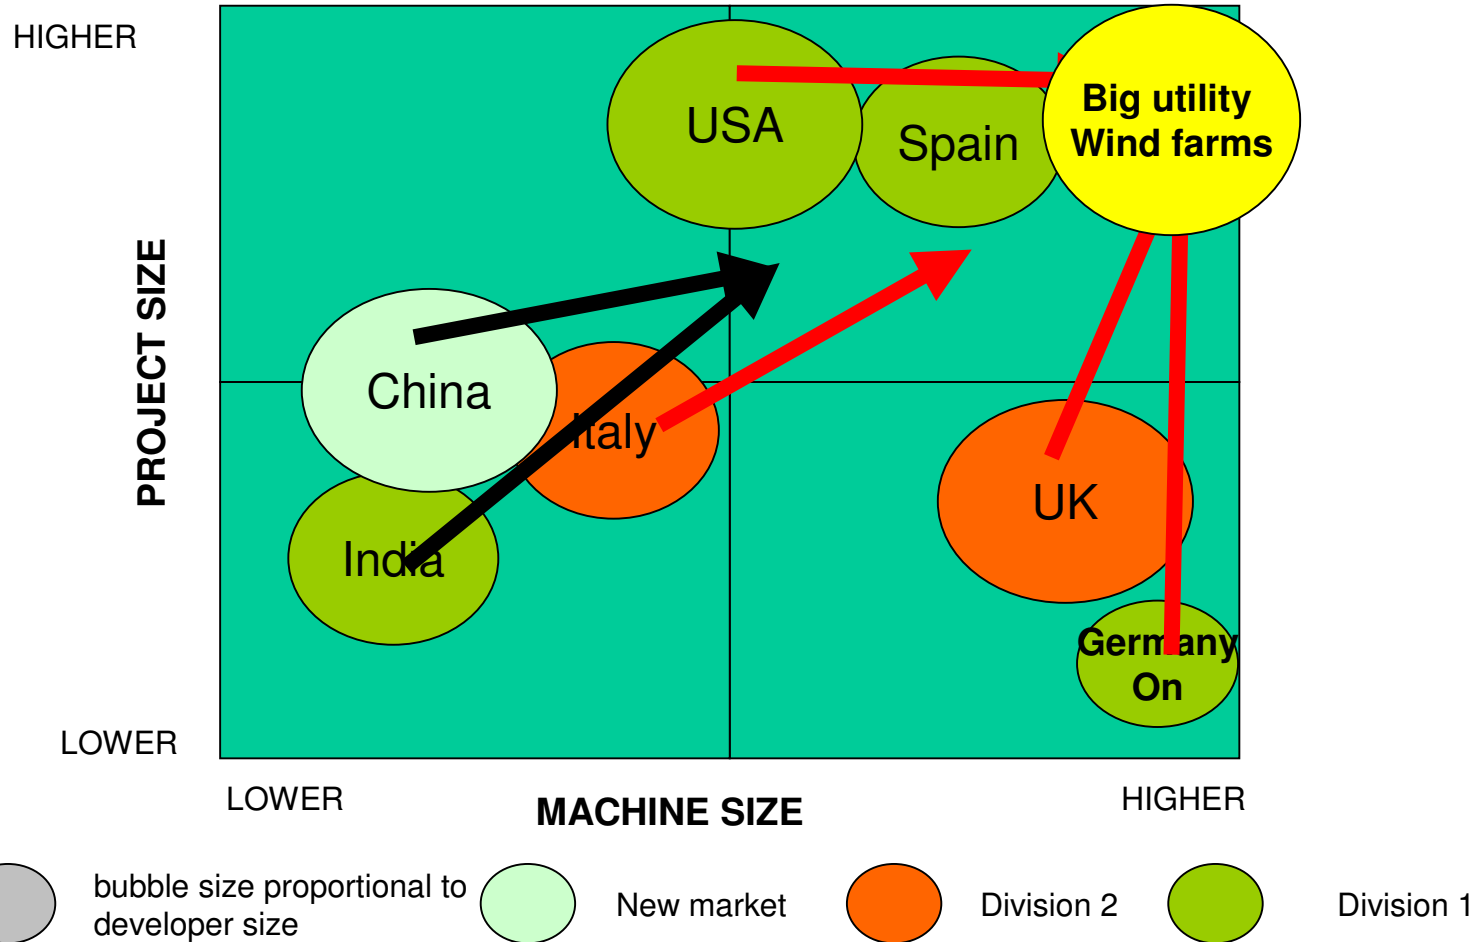 HIGHER
USA
Spain
Big utility
Wind farms
PROJECT SIZE
China
Italy
UK
India
Germany
On
LOWER
LOWER
MACHINE SIZE
HIGHER
bubble size proportional to
developer size
New market
Division 2
Division 1